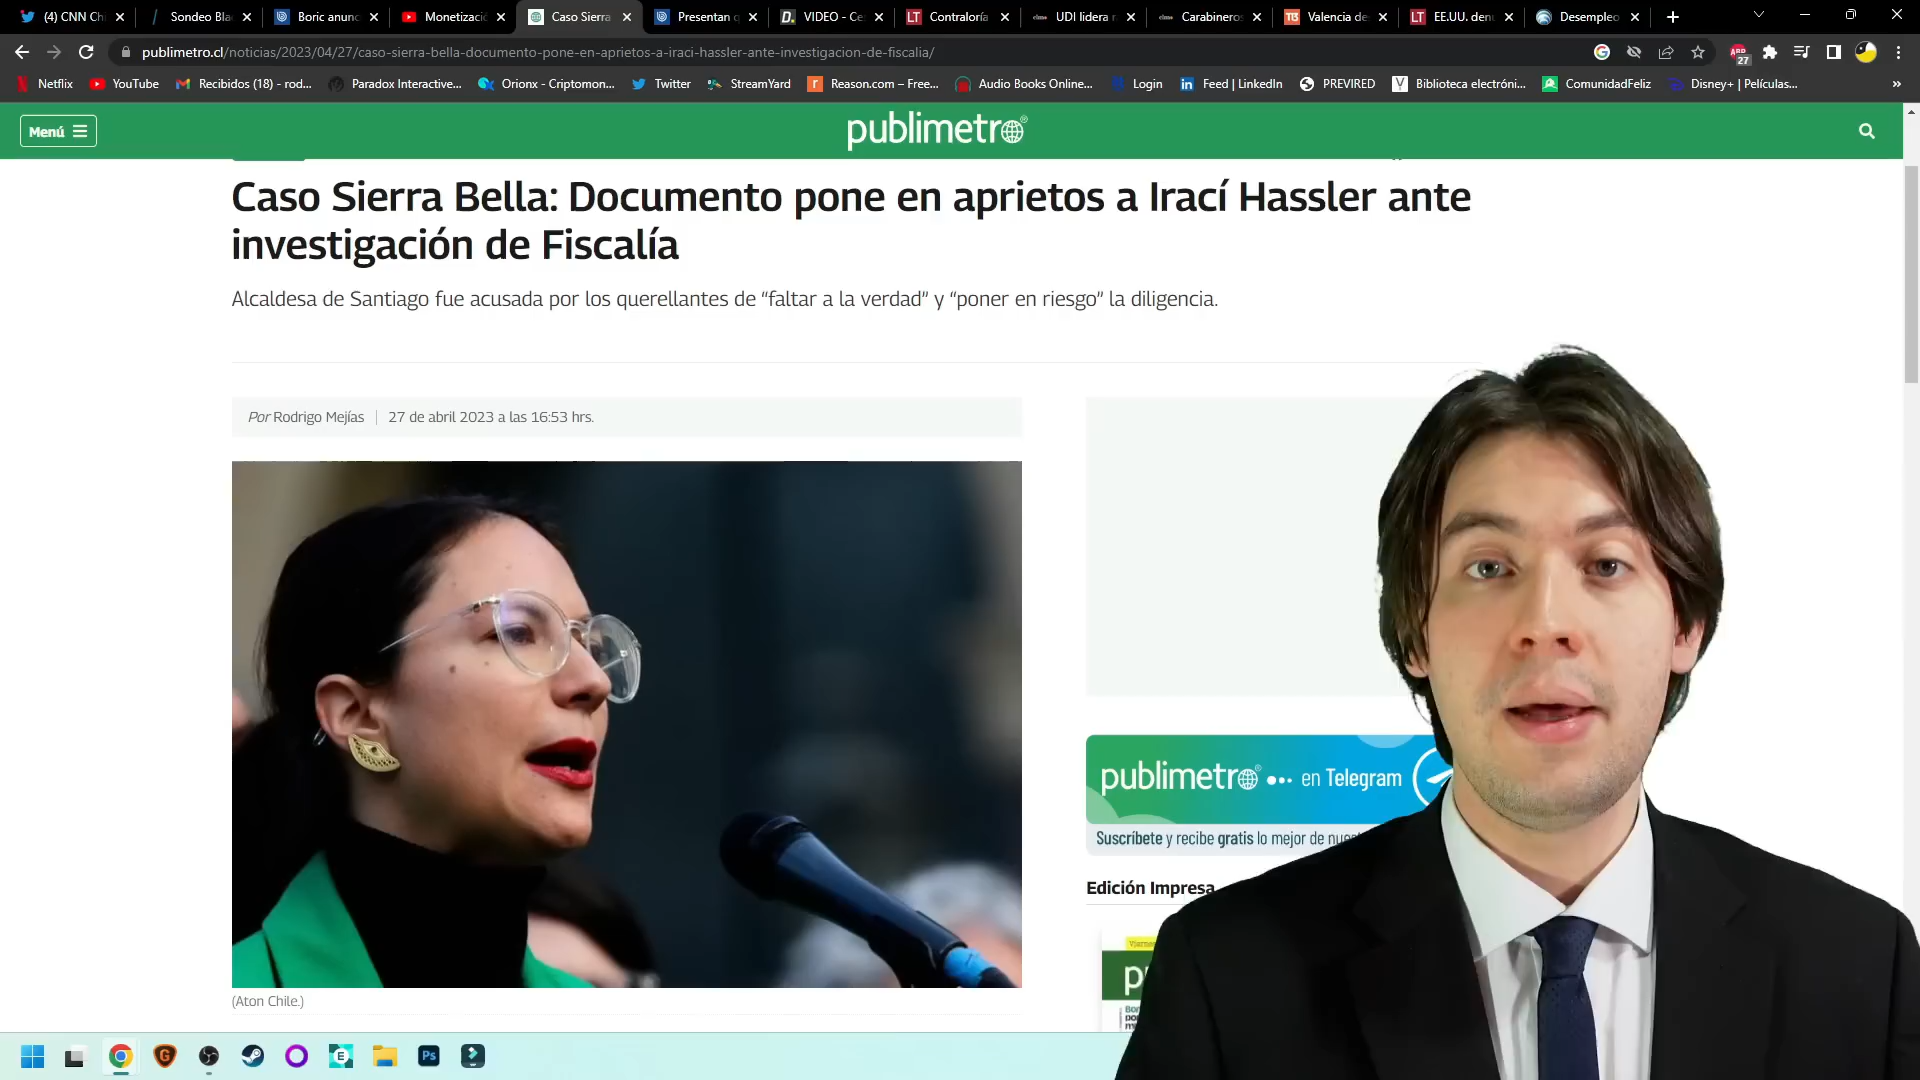 (4) CNN Chi
Sondeo Bla
Boric anunc
Monetizació
Caso Sierra
Presentan q
VIDEO - Ce
Contraloría
UDI lidera r
Carabineros
Valencia de
EE.UU. den
Desempleo
publimetro.cl/noticias/2023/04/27/caso-sierra-bella-documento-pone-en-aprietos-a-iraci-hassler-ante-investigacion-de-fiscalia/
27
Netflix
YouTube
Recibidos (18) - rod...
Paradox Interactive...
Orionx - Criptomon...
Twitter
StreamYard
Reason.com – Free...
Audio Books Online...
Login
Feed | LinkedIn
PREVIRED
Biblioteca electróni...
ComunidadFeliz
Disney+ | Películas...
Menú
publimetro
Caso Sierra Bella: Documento pone en aprietos a Iracί Hassler ante
investigación de Fiscalía
Alcaldesa de Santiago fue acusada por los querellantes de “faltar a la verdad” y “poner en riesgo” la diligencia.
Por Rodrigo Mejías | 27 de abril 2023 a las 16:53 hrs.
publimetro ••• en Telegram
Suscríbete y recibe gratis lo mejor de nue
Edición Impresa
(Aton Chile.)